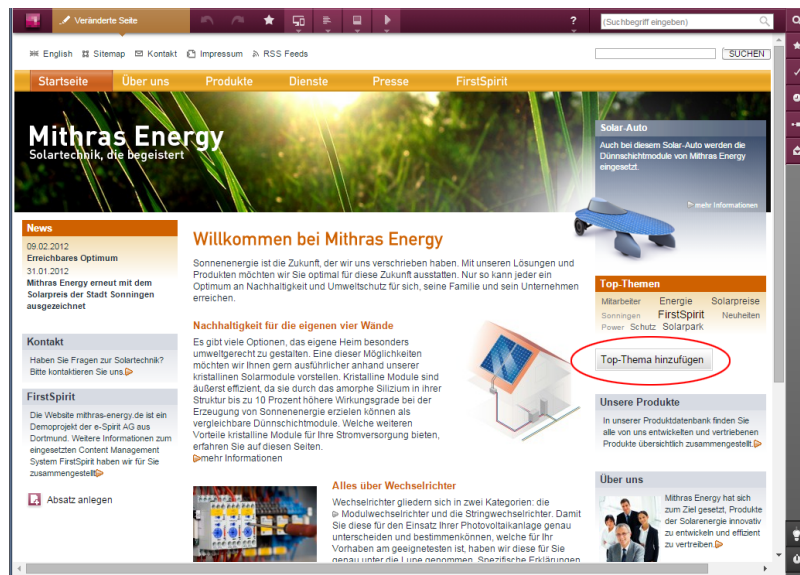 Veränderte Seite
?
(Suchbegriff eingeben)
English Sitemap Kontakt Impressum RSS Feeds
SUCHEN
Startseite Über uns Produkte Dienste Presse FirstSpirit
Mithras Energy
Solartechnik, die begeistert
Solar-Auto
Auch bei diesem Solar-Auto werden die
Dünnschichtmodule von Mithras Energy
eingesetzt.
mehr Informationen
News
09.02.2012
Erreichbares Optimum
31.01.2012
Mithras Energy erneut mit dem
Solarpreis der Stadt Sonningen
ausgezeichnet
Kontakt
Haben Sie Fragen zur Solartechnik?
Bitte kontaktieren Sie uns.
FirstSpirit
Die Website mithras-energy.de ist ein
Demoprojekt der e-Spirit AG aus
Dortmund. Weitere Informationen zum
eingesetzten Content Management
System FirstSpirit haben wir für Sie
zusammengestellt
Absatz anlegen
Willkommen bei Mithras Energy
Sonnenenergie ist die Zukunft, der wir uns verschrieben haben. Mit unseren Lösungen und
Produkten möchten wir Sie optimal für diese Zukunft ausstatten. Nur so kann jeder ein
Optimum an Nachhaltigkeit und Umweltschutz für sich, seine Familie und sein Unternehmen
erreichen.
Nachhaltigkeit für die eigenen vier Wände
Es gibt viele Optionen, das eigene Heim besonders
umweltgerecht zu gestalten. Eine dieser Möglichkeiten
möchten wir Ihnen gern ausführlicher anhand unserer
kristallinen Solarmodule vorstellen. Kristalline Module sind
äußerst effizient, da sie durch das amorphe Silizium in ihrer
Struktur bis zu 10 Prozent höhere Wirkungsgrade bei der
Erzeugung von Sonnenenergie erzielen können als
vergleichbare Dünnschichtmodule. Welche weiteren
Vorteile kristalline Module für Ihre Stromversorgung bieten,
erfahren Sie auf diesen Seiten.
mehr Informationen
Alles über Wechselrichter
Wechselrichter gliedern sich in zwei Kategorien: die
Modulwechselrichter und die Stringwechselrichter. Damit
Sie diese für den Einsatz Ihrer Photovoltaikanlage genau
unterscheiden und bestimmenkönnen, welche für Ihr
Vorhaben am geeignetesten ist, haben wir diese für Sie
genau unter die Lupe genommen. Spezifische Erklärungen
Top-Themen
Mitarbeiter Energie Solarpreise
Sonningen FirstSpirit Neuheiten
Power Schutz Solarpark
Top-Thema hinzufügen
Unsere Produkte
In unserer Produktdatenbank finden Sie
alle von uns entwickelten und vertriebenen
Produkte übersichtlich zusammengestellt.
Über uns
Mithras Energy hat sich
zum Ziel gesetzt, Produkte
der Solarenergie innovativ
zu entwickeln und effizient
zu vertreiben.